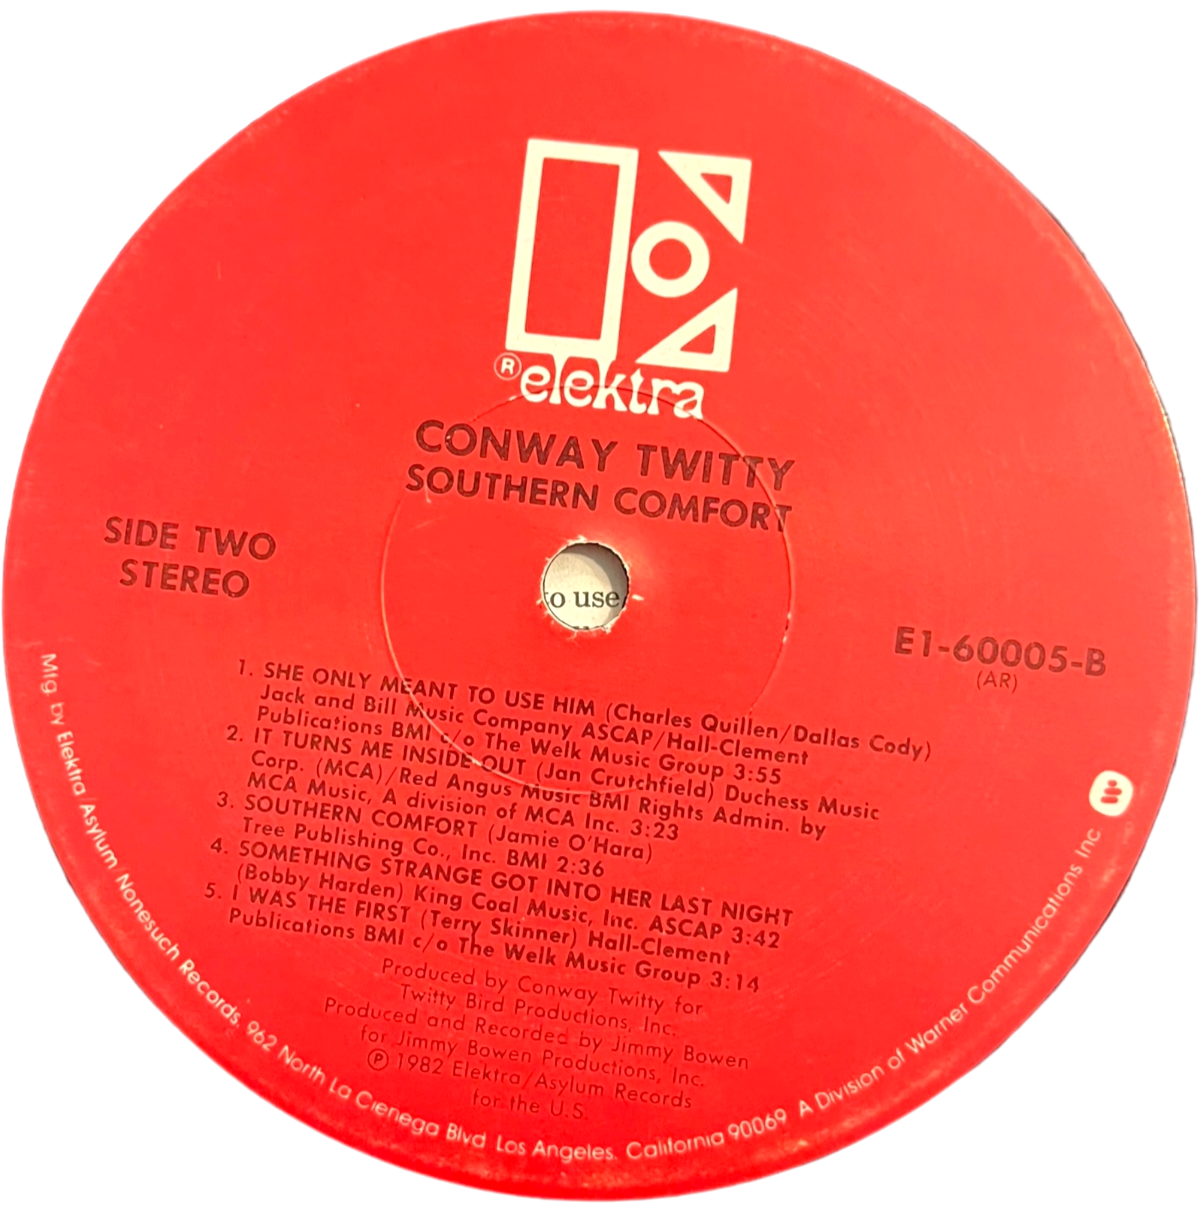 ® elektra
CONWAY TWITTY
SOUTHERN COMFORT
SIDE TWO
STEREO
o use
E1-60005-B
(AR)
1. SHE ONLY MEANT TO USE HIM (Charles Quillen/Dallas Cody)
Jack and Bill Music Company ASCAP/Hall-Clement
Publications BMI c/o The Welk Music Group 3:55
2. IT TURNS ME INSIDE OUT (Jan Crutchfield) Duchess Music
Corp. (MCA)/Red Angus Music BMI Rights Admin. by
MCA Music, A division of MCA Inc. 3:23
3. SOUTHERN COMFORT (Jamie O'Hara)
Tree Publishing Co., Inc. BMI 2:36
4. SOMETHING STRANGE GOT INTO HER LAST NIGHT
(Bobby Harden) King Coal Music, Inc. ASCAP 3:42
5. I WAS THE FIRST (Terry Skinner) Hall-Clement
Publications BMI c/o The Welk Music Group 3:14
Produced by Conway Twitty for
Twitty Bird Productions, Inc.
Produced and Recorded by Jimmy Bowen
for Jimmy Bowen Productions, Inc.
℗ 1982 Elektra/Asylum Records
for the U.S.
Mfg by Elektra/Asylum/Nonesuch Records, 962 North La Cienega Blvd Los Angeles, California 90069 A Division of Warner Communications Inc